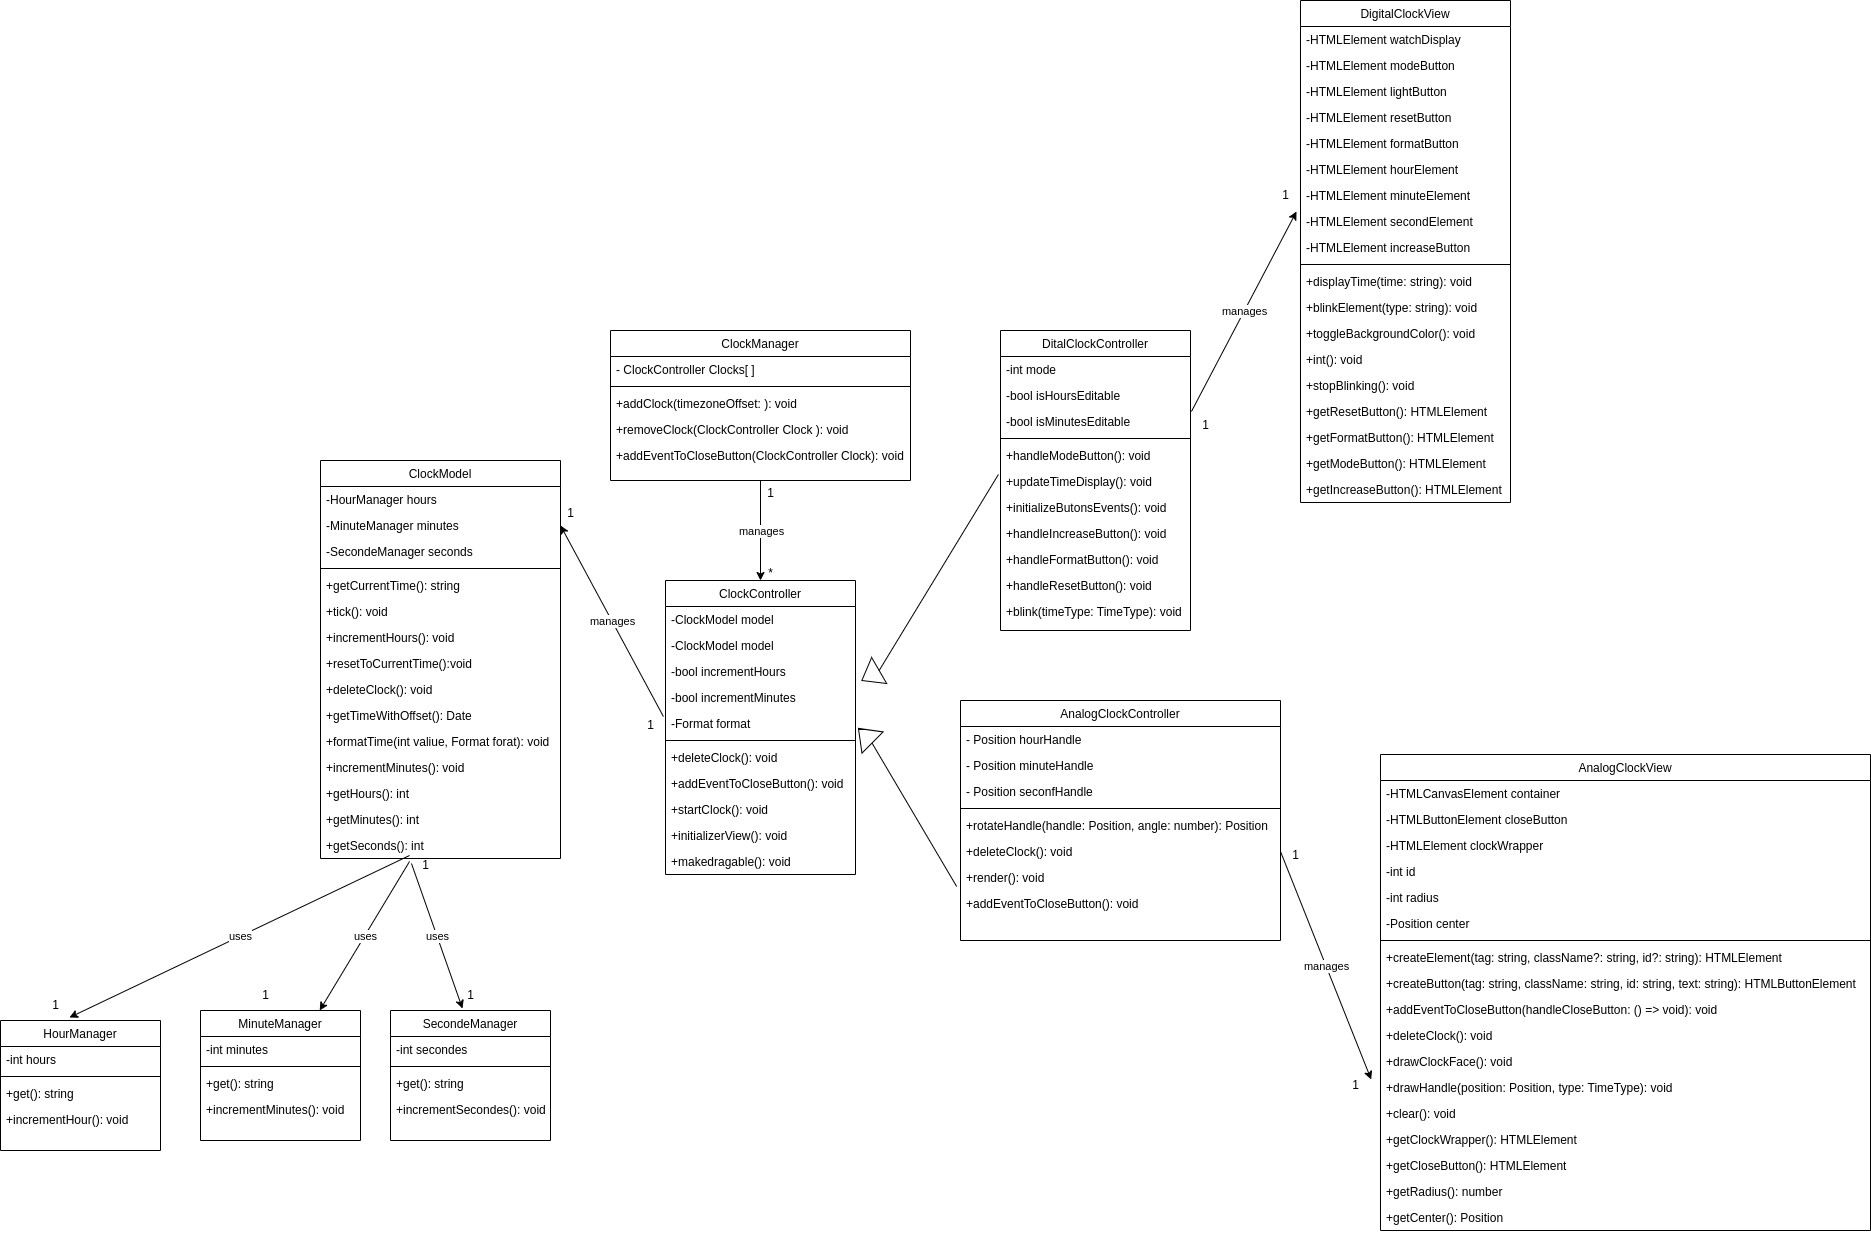 DigitalClockView
-HTMLElement watchDisplay
-HTMLElement modeButton
-HTMLElement lightButton
-HTMLElement resetButton
-HTMLElement formatButton
-HTMLElement hourElement
-HTMLElement minuteElement
-HTMLElement secondElement
-HTMLElement increaseButton
+displayTime(time: string): void
+blinkElement(type: string): void
+toggleBackgroundColor(): void
+int(): void
+stopBlinking(): void
+getResetButton(): HTMLElement
+getFormatButton(): HTMLElement
+getModeButton(): HTMLElement
+getIncreaseButton(): HTMLElement
1
manages
1
ClockManager
- ClockController Clocks[ ]
+addClock(timezoneOffset: ): void
+removeClock(ClockController Clock ): void
+addEventToCloseButton(ClockController Clock): void
1
manages
*
DitalClockController
-int mode
-bool isHoursEditable
-bool isMinutesEditable
+handleModeButton(): void
+updateTimeDisplay(): void
+initializeButonsEvents(): void
+handleIncreaseButton(): void
+handleFormatButton(): void
+handleResetButton(): void
+blink(timeType: TimeType): void
ClockModel
-HourManager hours
-MinuteManager minutes
-SecondeManager seconds
+getCurrentTime(): string
+tick(): void
+incrementHours(): void
+resetToCurrentTime():void
+deleteClock(): void
+getTimeWithOffset(): Date
+formatTime(int valiue, Format forat): void
+incrementMinutes(): void
+getHours(): int
+getMinutes(): int
+getSeconds(): int
1
manages
1
ClockController
-ClockModel model
-ClockModel model
-bool incrementHours
-bool incrementMinutes
-Format format
+deleteClock(): void
+addEventToCloseButton(): void
+startClock(): void
+initializerView(): void
+makedragable(): void
AnalogClockController
- Position hourHandle
- Position minuteHandle
- Position seconfHandle
+rotateHandle(handle: Position, angle: number): Position
+deleteClock(): void
+render(): void
+addEventToCloseButton(): void
1
manages
1
AnalogClockView
-HTMLCanvasElement container
-HTMLButtonElement closeButton
-HTMLElement clockWrapper
-int id
-int radius
-Position center
+createElement(tag: string, className?: string, id?: string): HTMLElement
+createButton(tag: string, className: string, id: string, text: string): HTMLButtonElement
+addEventToCloseButton(handleCloseButton: () => void): void
+deleteClock(): void
+drawClockFace(): void
+drawHandle(position: Position, type: TimeType): void
+clear(): void
+getClockWrapper(): HTMLElement
+getCloseButton(): HTMLElement
+getRadius(): number
+getCenter(): Position
1
uses
uses
uses
1
1
1
HourManager
-int hours
+get(): string
+incrementHour(): void
MinuteManager
-int minutes
+get(): string
+incrementMinutes(): void
SecondeManager
-int secondes
+get(): string
+incrementSecondes(): void